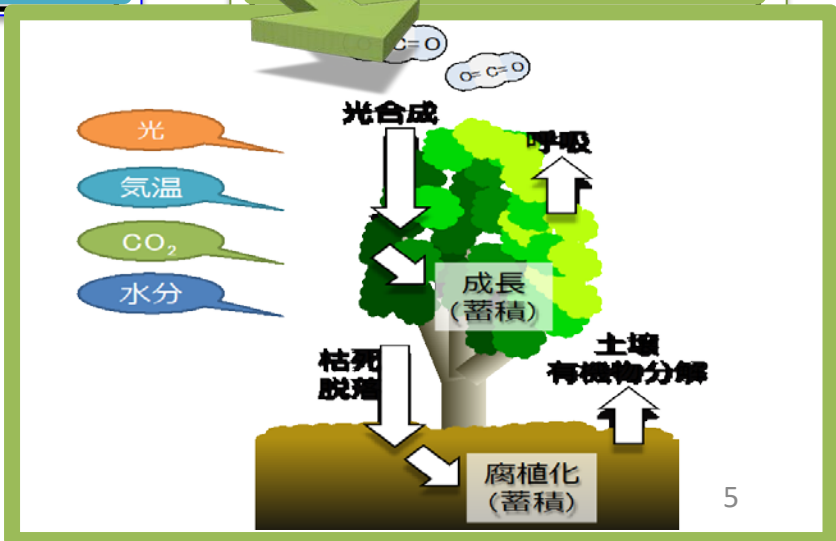 C=O
O=C=O
光合成
呼吸
光
気温
CO₂
水分
成長
(蓄積)
枯死
脱落
土壌
有機物分解
腐植化
(蓄積)
5